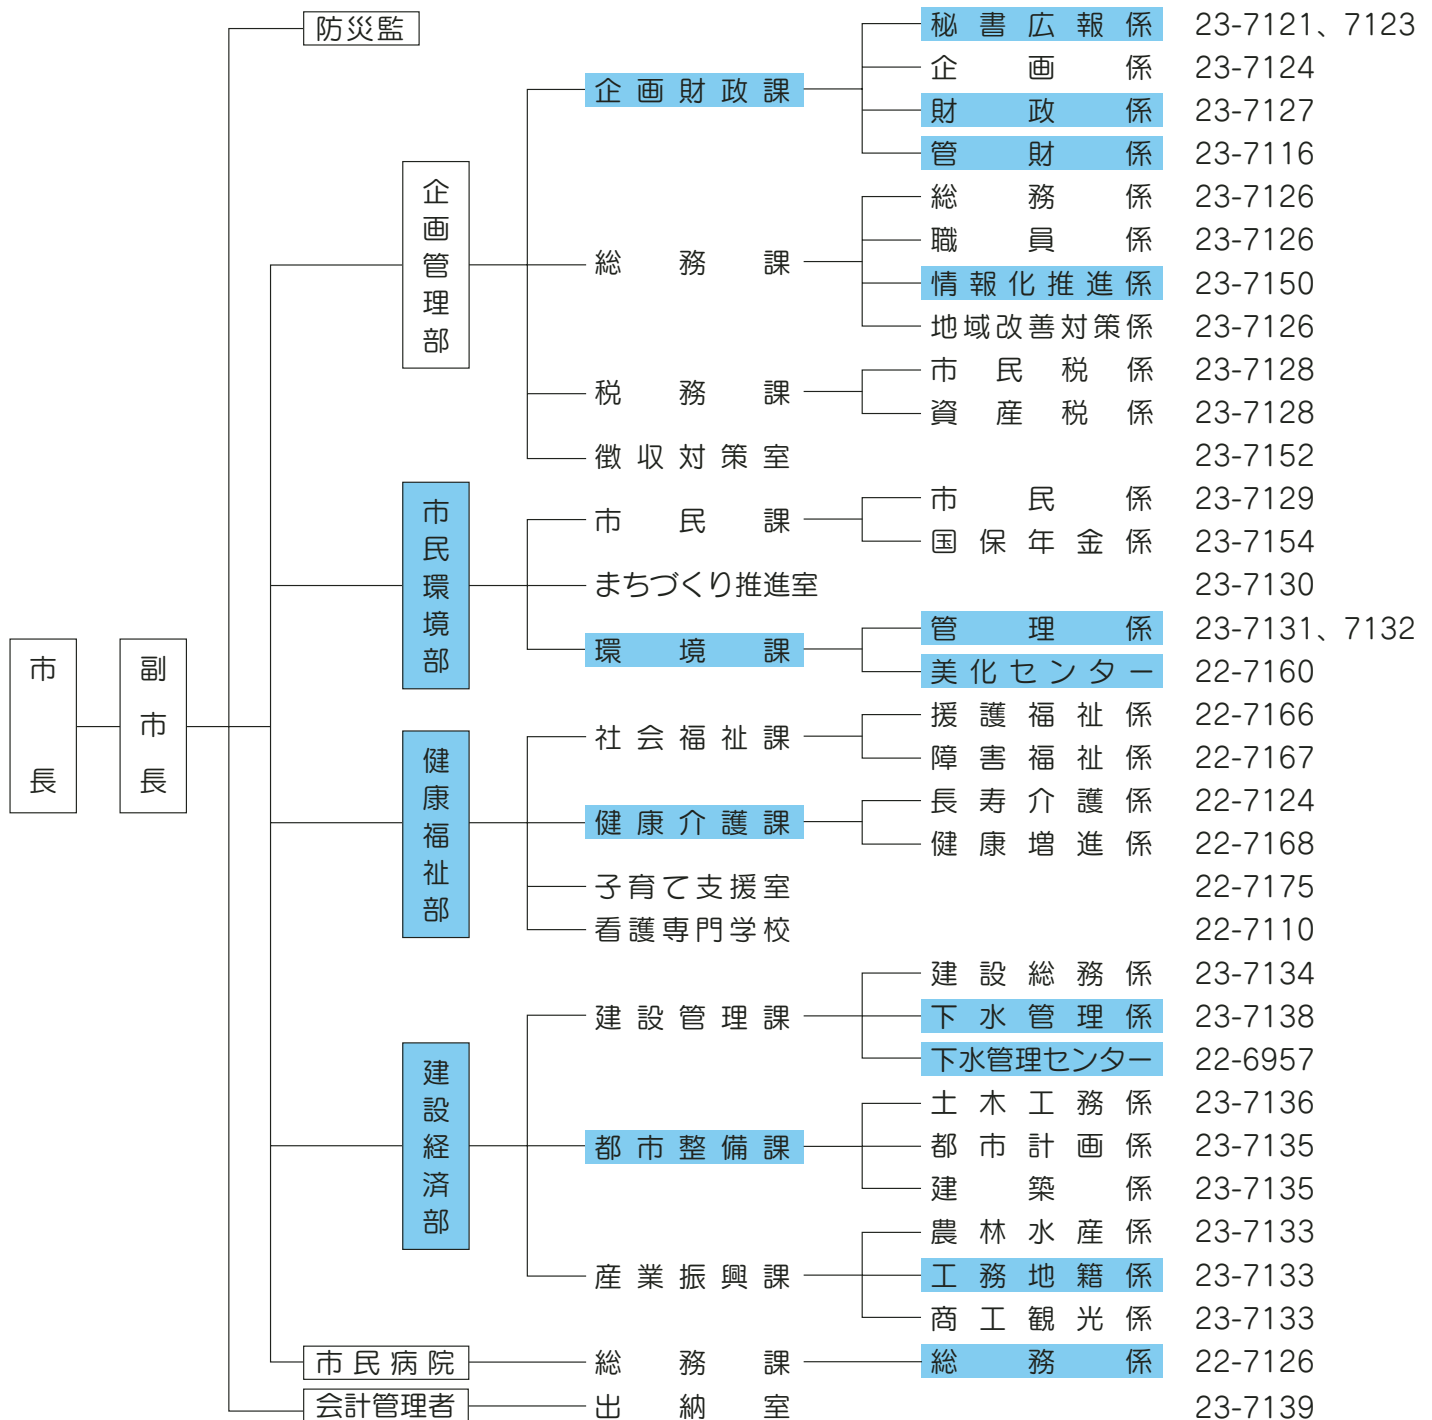 防災監
秘書広報係 23-7121、7123
企画係 23-7124
企画財政課
財政係 23-7127
管財係 23-7116
企画管理部
総務係 23-7126
職員係 23-7126
総務課
情報化推進係 23-7150
地域改善対策係 23-7126
市民税係 23-7128
税務課
資産税係 23-7128
徴収対策室 23-7152
市民環境部
市民係 23-7129
市民課
国保年金係 23-7154
まちづくり推進室 23-7130
管理係 23-7131、7132
環境課
美化センター 22-7160
市長
副市長
援護福祉係 22-7166
社会福祉課
障害福祉係 22-7167
健康福祉部
長寿介護係 22-7124
健康介護課
健康増進係 22-7168
子育て支援室 22-7175
看護専門学校 22-7110
建設総務係 23-7134
建設管理課
下水管理係 23-7138
下水管理センター 22-6957
建設経済部
土木工務係 23-7136
都市整備課
都市計画係 23-7135
建築係 23-7135
農林水産係 23-7133
産業振興課
工務地籍係 23-7133
商工観光係 23-7133
市民病院 総務課 総務係 22-7126
会計管理者 出納室 23-7139